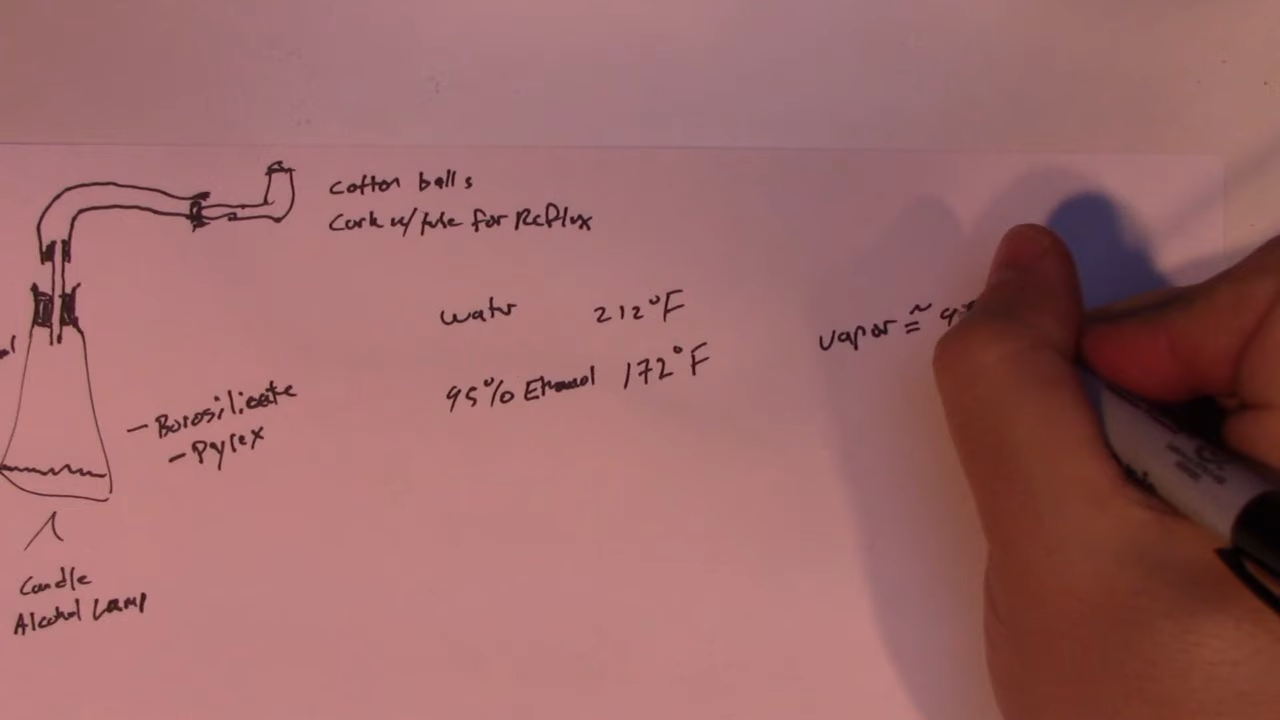 Cotton balls
Cork w/ tube for Reflux
water 212°F
95% Ethanol 172°F
vapor ≅
- Borosilicate
- Pyrex
Candle
Alcohol Lamp